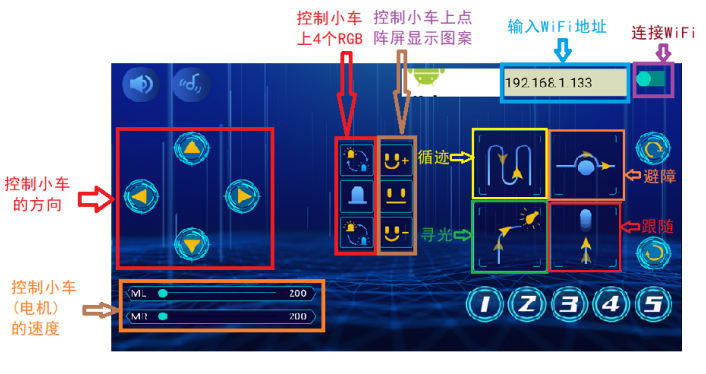 控制小车
上4个RGB
控制小车上点
阵屏显示图案
输入WiFi地址
连接WiFi
192.168.1.133
控制小车
的方向
循迹
避障
寻光
跟随
控制小车
(电机)
的速度
ML 200
MR 200
1 2 3 4 5